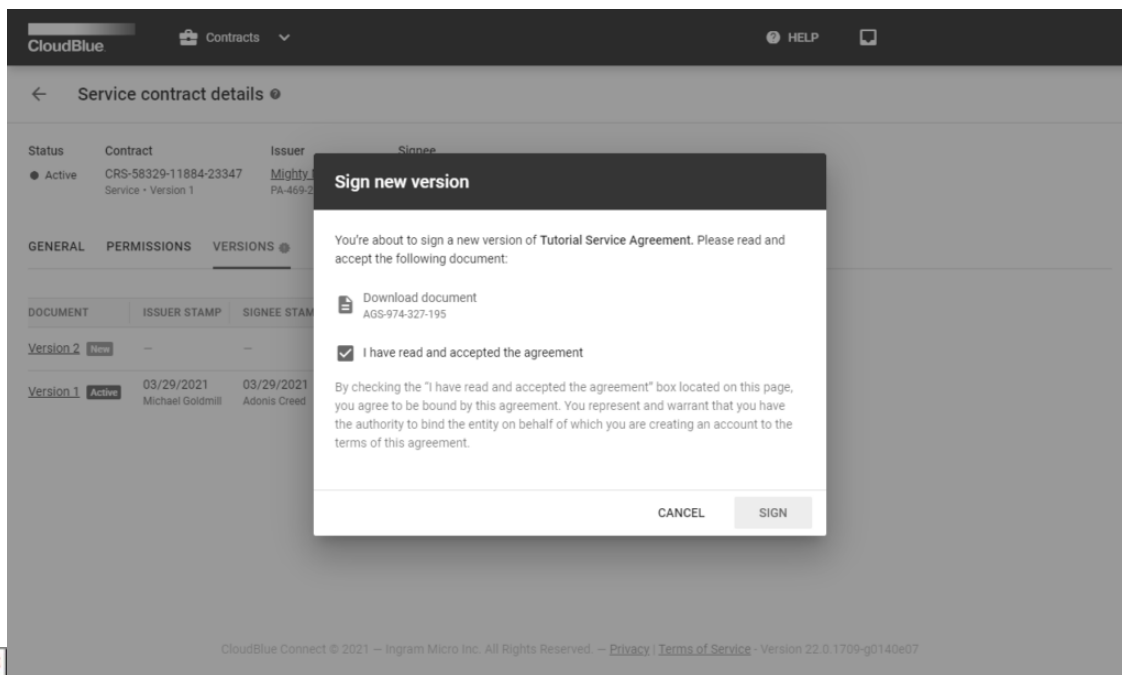 CloudBlue
Contracts
HELP
Service contract details
Status Contract Issuer Signee
Active CRS-58329-11884-23347 Mighty
Service • Version 1 PA-469-2
GENERAL PERMISSIONS VERSIONS
DOCUMENT ISSUER STAMP SIGNEE STAM
Version 2 New — —
Version 1 Active 03/29/2021 03/29/2021
Michael Goldmill Adonis Creed
Sign new version
You're about to sign a new version of Tutorial Service Agreement. Please read and
accept the following document:
Download document
AGS-974-327-195
I have read and accepted the agreement
By checking the "I have read and accepted the agreement" box located on this page,
you agree to be bound by this agreement. You represent and warrant that you have
the authority to bind the entity on behalf of which you are creating an account to the
terms of this agreement.
CANCEL SIGN
CloudBlue Connect © 2021 — Ingram Micro Inc. All Rights Reserved. — Privacy | Terms of Service - Version 22.0.1709-g0140e07